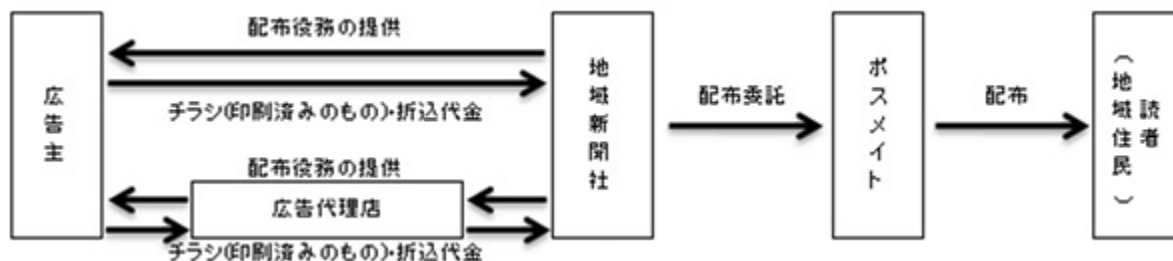 配布役務の提供
広告主
チラシ(印刷済みのもの)・折込代金
配布役務の提供
広告代理店
チラシ(印刷済みのもの)・折込代金
地域新聞社
配布委託
ポスメイト
配布
読者
(地域住民)